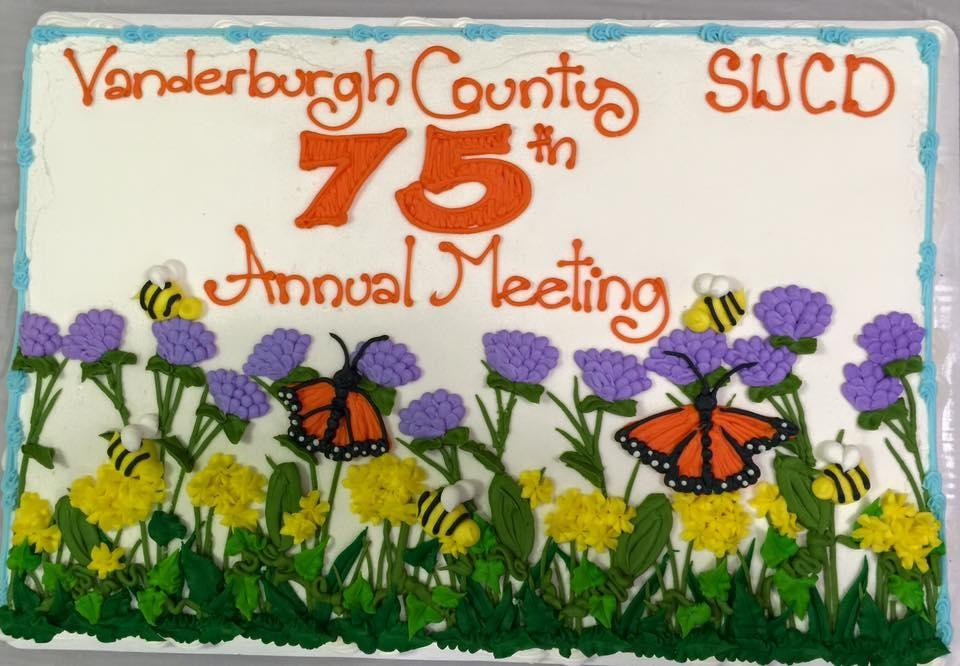 Vanderburgh County SWCD
75th
Annual Meeting